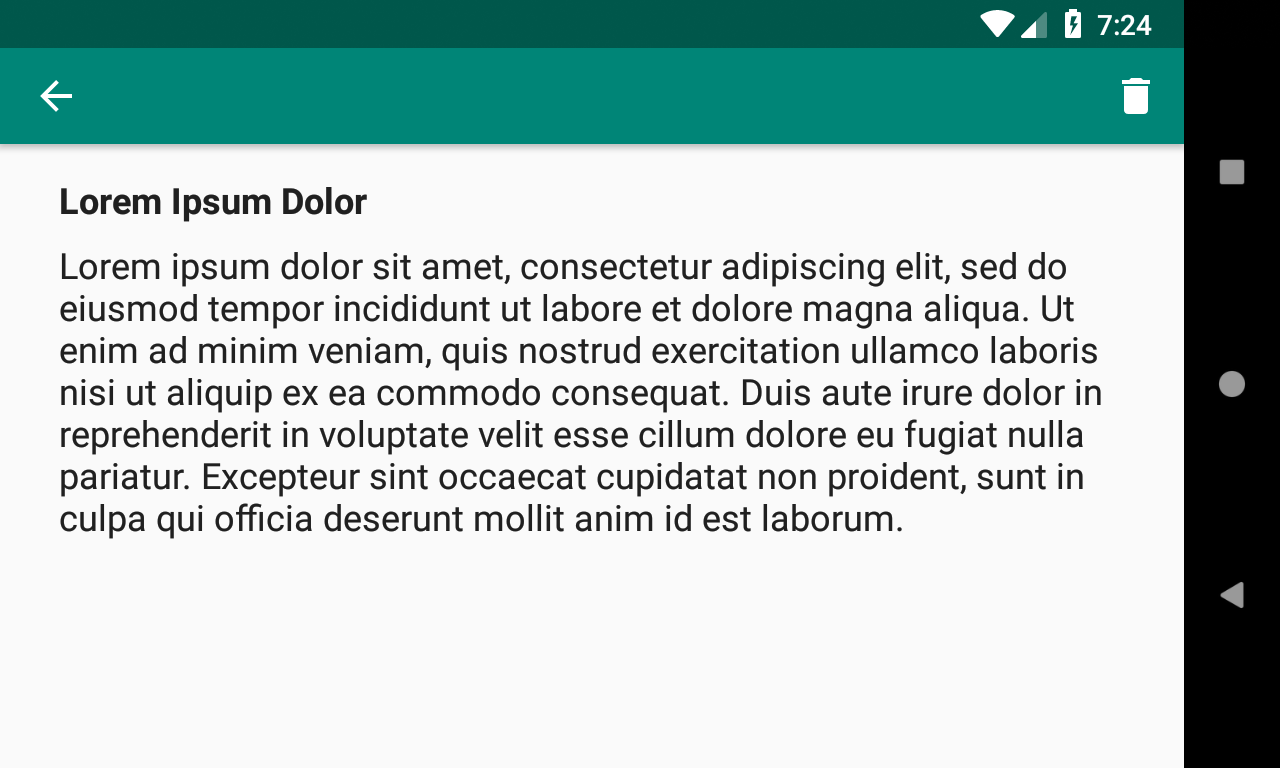 7:24
Lorem Ipsum Dolor
Lorem ipsum dolor sit amet, consectetur adipiscing elit, sed do
eiusmod tempor incididunt ut labore et dolore magna aliqua. Ut
enim ad minim veniam, quis nostrud exercitation ullamco laboris
nisi ut aliquip ex ea commodo consequat. Duis aute irure dolor in
reprehenderit in voluptate velit esse cillum dolore eu fugiat nulla
pariatur. Excepteur sint occaecat cupidatat non proident, sunt in
culpa qui officia deserunt mollit anim id est laborum.